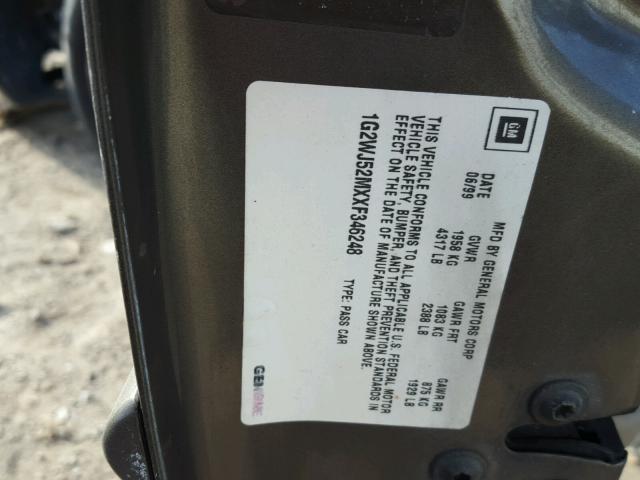 GM
MFD BY GENERAL MOTORS CORP
DATE GVWR GAWR FRT GAWR RR
06/99 1958 KG 1083 KG 875 KG
4317 LB 2388 LB 1929 LB
THIS VEHICLE CONFORMS TO ALL APPLICABLE U.S. FEDERAL MOTOR
VEHICLE SAFETY, BUMPER, AND THEFT PREVENTION STANDARDS IN
EFFECT ON THE DATE OF MANUFACTURE SHOWN ABOVE.
1G2WJ52MXXF346248 TYPE: PASS CAR